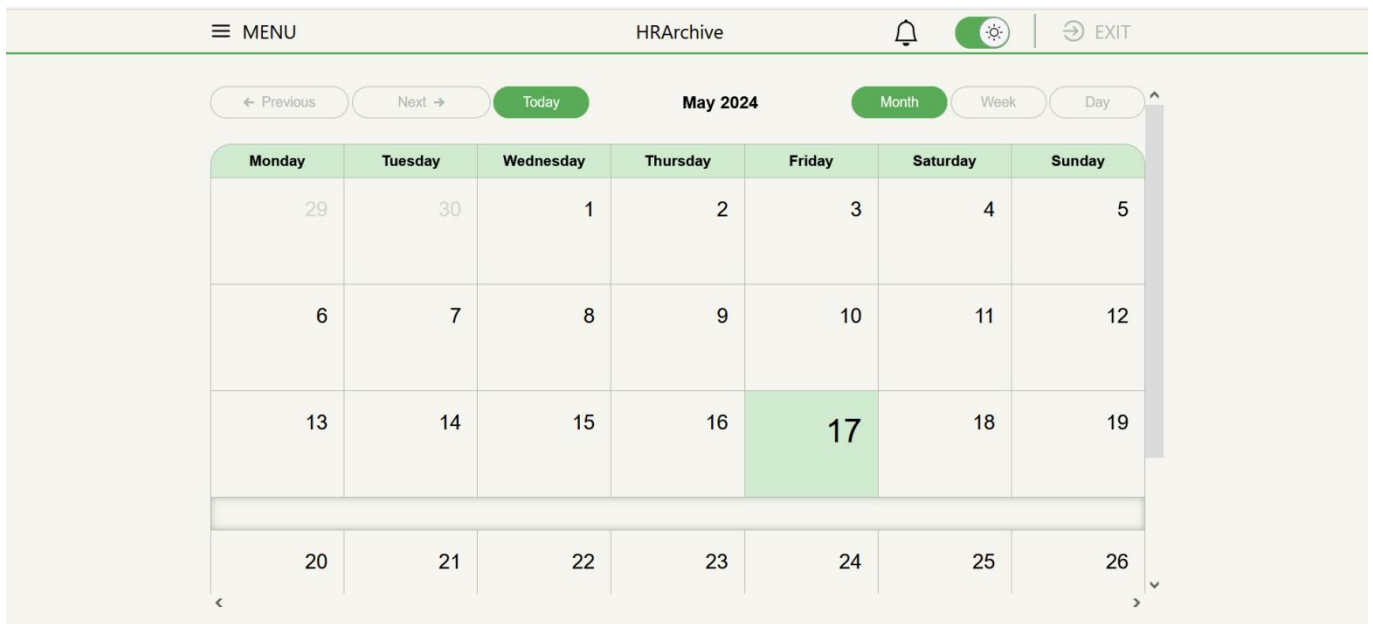 MENU HRArchive EXIT
← Previous Next → Today May 2024 Month Week Day
Monday Tuesday Wednesday Thursday Friday Saturday Sunday
29 30 1 2 3 4 5
6 7 8 9 10 11 12
13 14 15 16 17 18 19
20 21 22 23 24 25 26